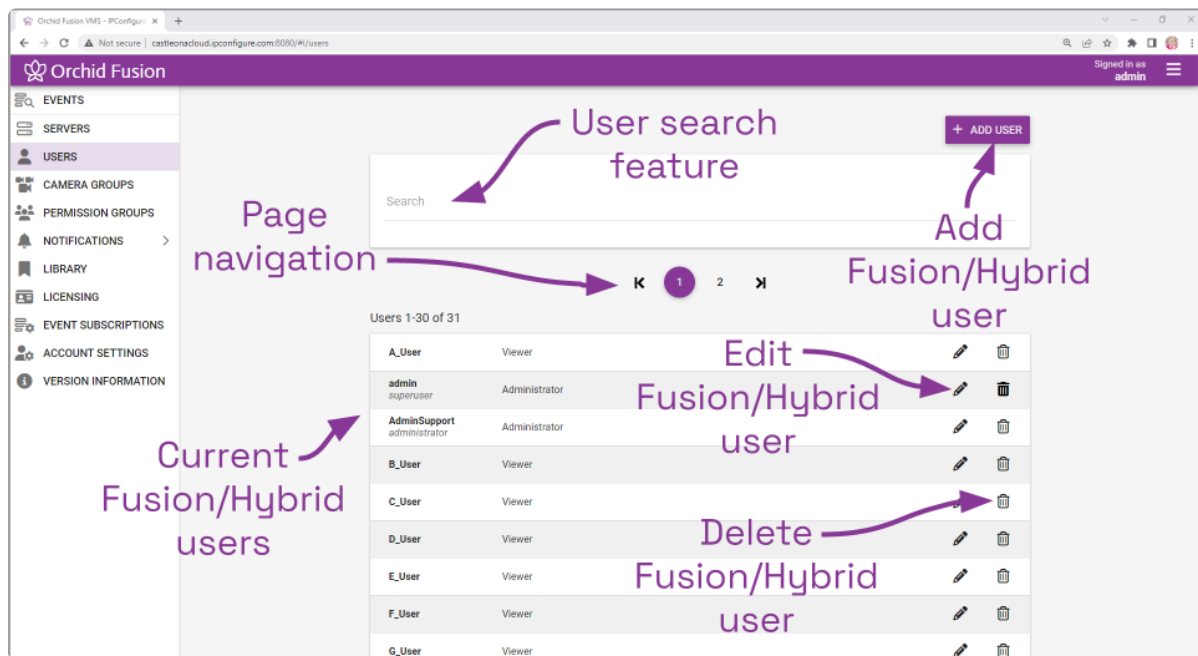 Orchid Fusion VMS - IPConfigure
Not secure | castleonacloud.ipconfigure.com:8080/#!/users
Orchid Fusion
Signed in as
admin
EVENTS
SERVERS
USERS
CAMERA GROUPS
PERMISSION GROUPS
NOTIFICATIONS
LIBRARY
LICENSING
EVENT SUBSCRIPTIONS
ACCOUNT SETTINGS
VERSION INFORMATION
+ ADD USER
User search
feature
Search
Add
Fusion/Hybrid
user
Page
navigation
1 2
Users 1-30 of 31
A_User Viewer
admin Administrator
superuser
AdminSupport Administrator
administrator
B_User Viewer
C_User Viewer
D_User Viewer
E_User Viewer
F_User Viewer
G_User Viewer
Edit
Fusion/Hybrid
user
Current
Fusion/Hybrid
users
Delete
Fusion/Hybrid
user